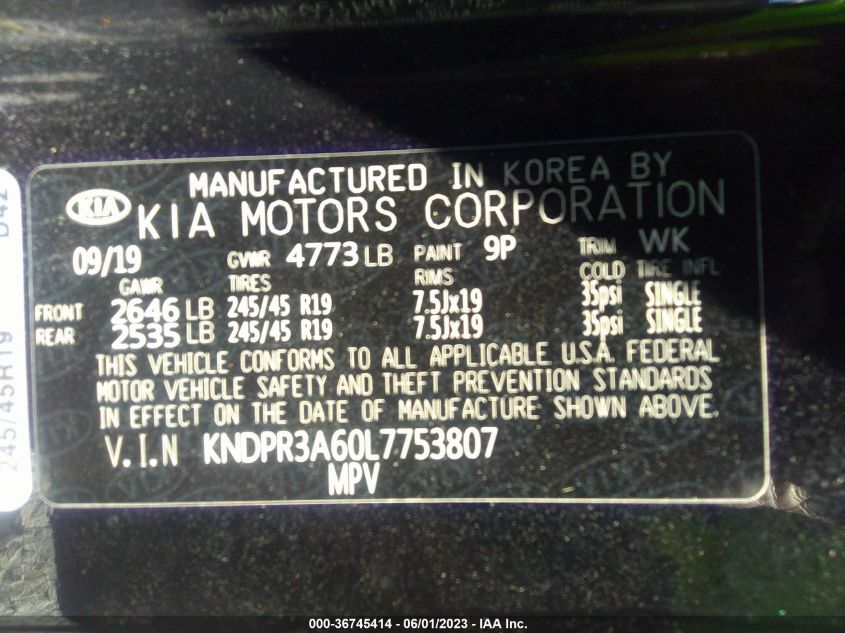 MANUFACTURED IN KOREA BY
KIA KIA MOTORS CORPORATION
09/19 GVWR 4773 LB PAINT 9P TRIM WK
GAWR TIRES RIMS COLD TIRE INFL
FRONT 2646 LB 245/45 R19 7.5Jx19 35psi SINGLE
REAR 2535 LB 245/45 R19 7.5Jx19 35psi SINGLE
THIS VEHICLE CONFORMS TO ALL APPLICABLE U.S.A. FEDERAL
MOTOR VEHICLE SAFETY AND THEFT PREVENTION STANDARDS
IN EFFECT ON THE DATE OF MANUFACTURE SHOWN ABOVE.
V.I.N KNDPR3A60L7753807
MPV
245/45R19
000-36745414 - 06/01/2023 - IAA Inc.